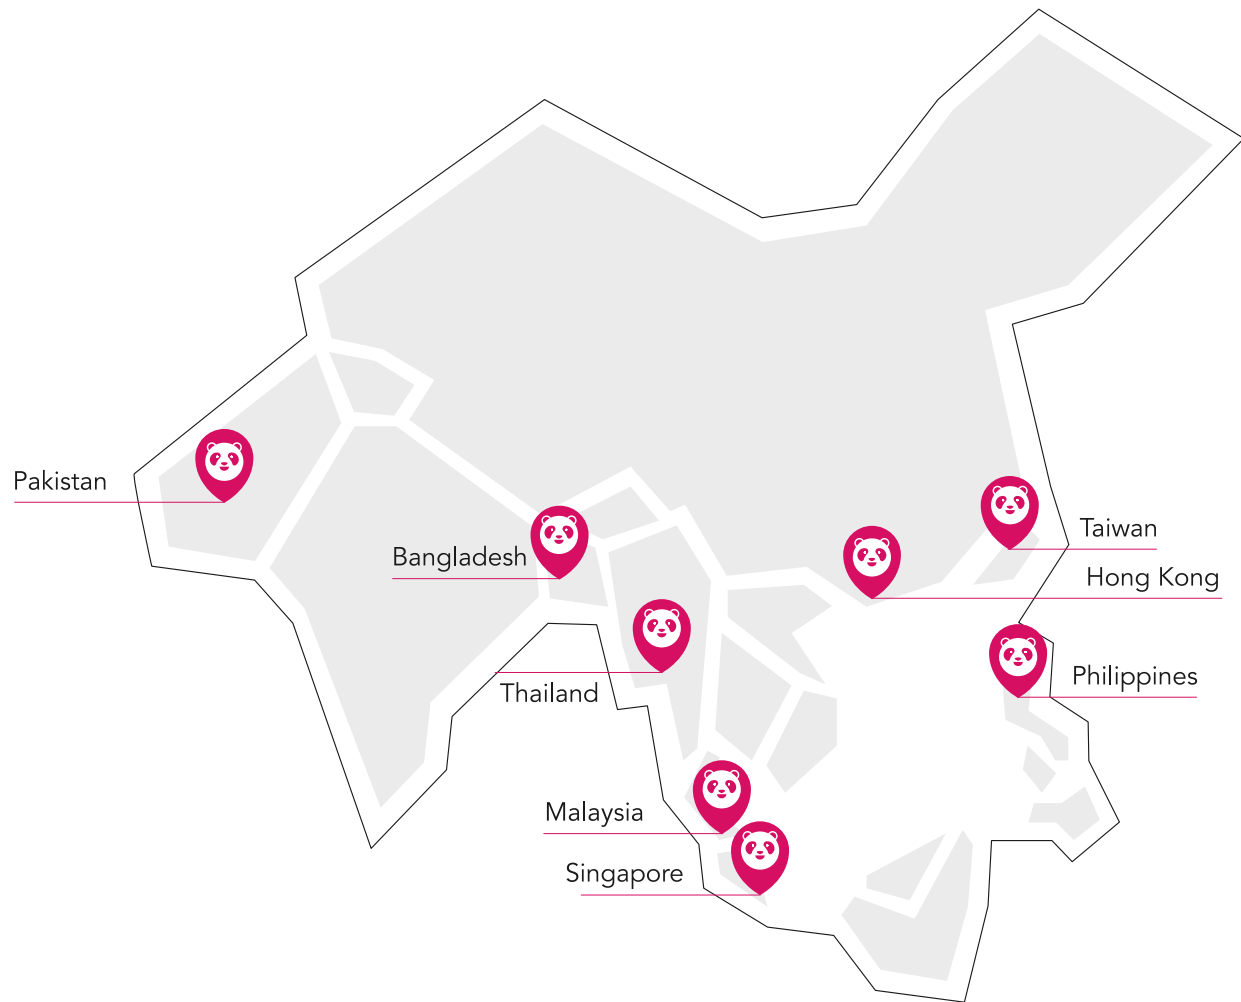 Pakistan
Taiwan
Bangladesh
Hong Kong
Philippines
Thailand
Malaysia
Singapore